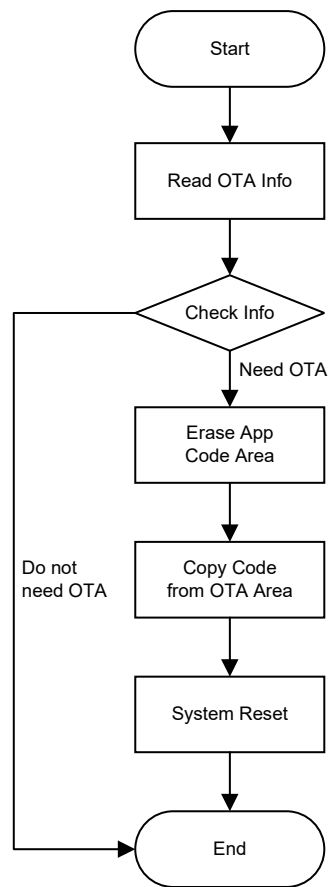 Start
Read OTA Info
Check Info
Need OTA
Erase App
Code Area
Do not
need OTA
Copy Code
from OTA Area
System Reset
End